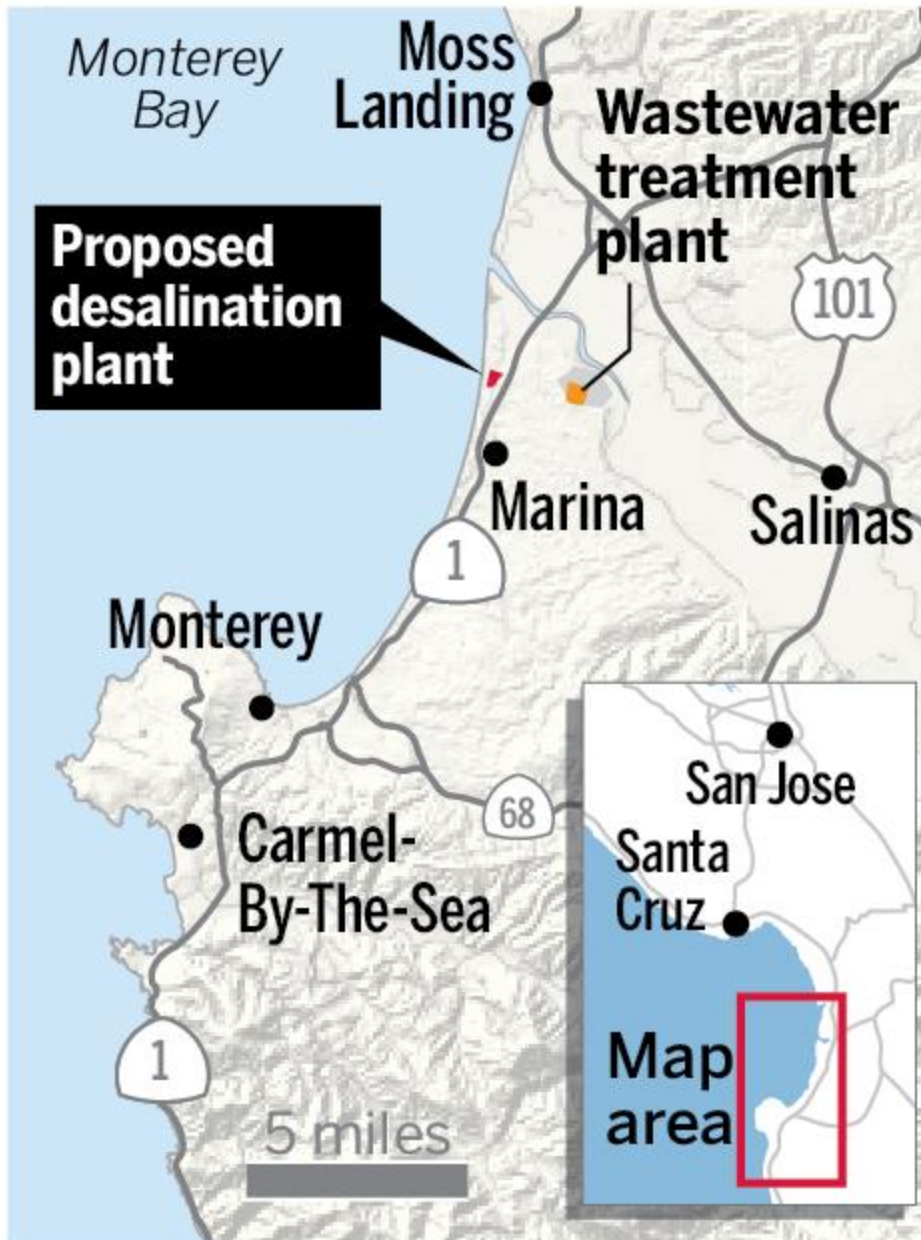 Monterey
Bay
Moss
Landing
Wastewater
treatment
plant
Proposed
desalination
plant
101
Marina
Salinas
1
Monterey
68
Carmel-
By-The-Sea
1
5 miles
San Jose
Santa
Cruz
Map
area